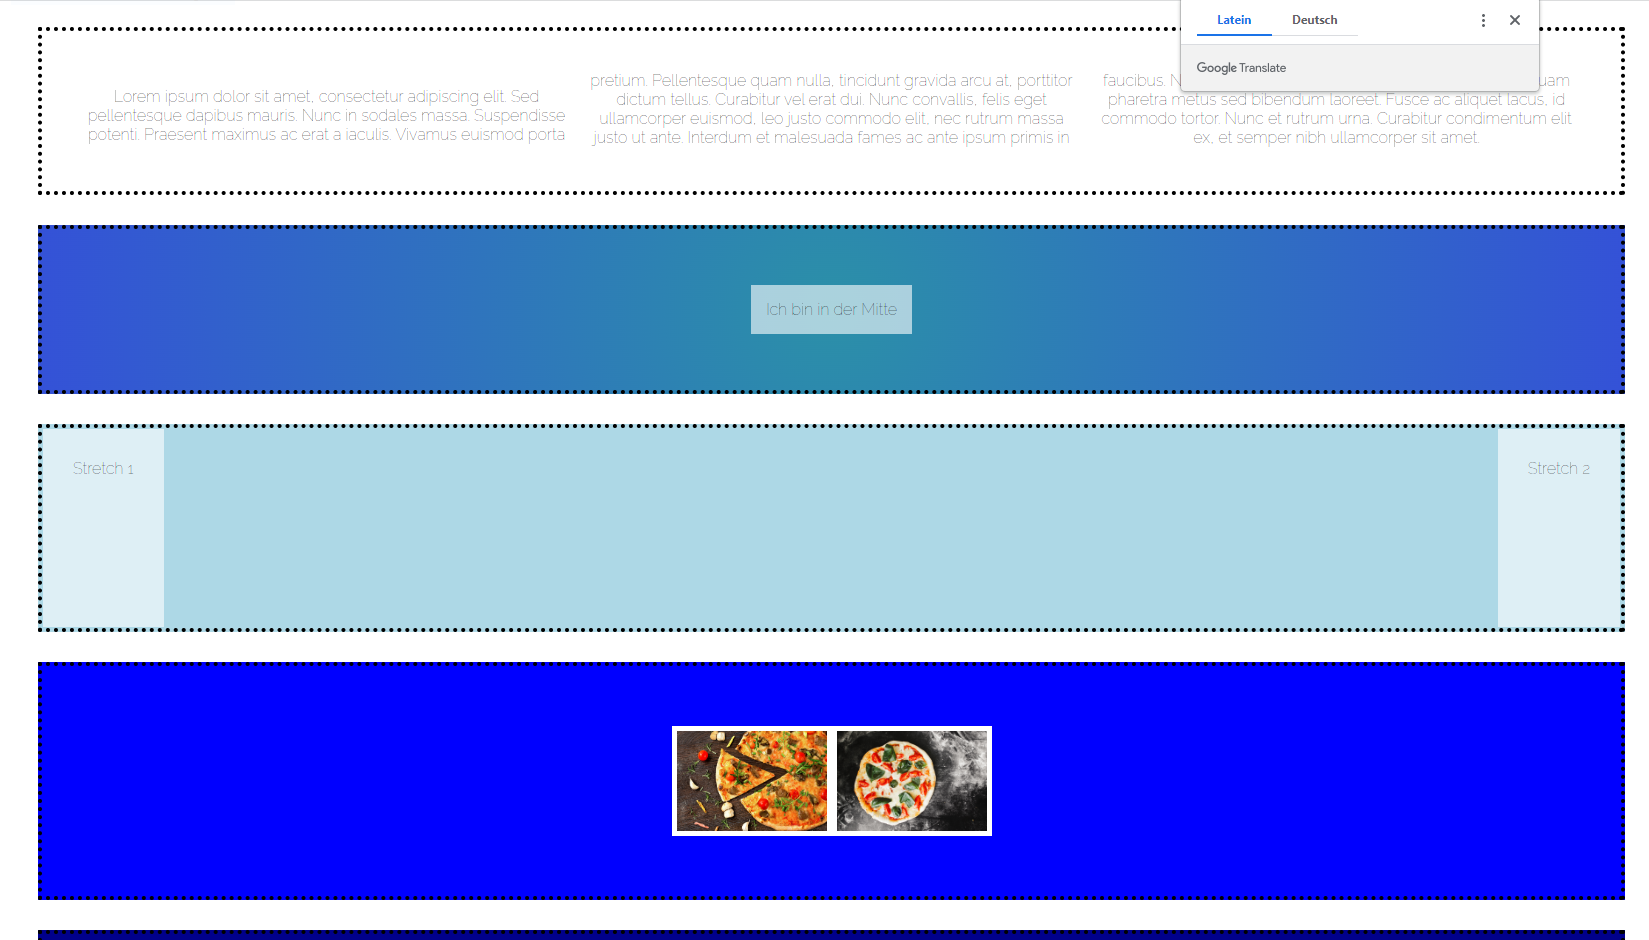 Latein Deutsch
Google Translate
Lorem ipsum dolor sit amet, consectetur adipiscing elit. Sed
pellentesque dapibus mauris. Nunc in sodales massa. Suspendisse
potenti. Praesent maximus ac erat a iaculis. Vivamus euismod porta
pretium. Pellentesque quam nulla, tincidunt gravida arcu at, porttitor
dictum tellus. Curabitur vel erat dui. Nunc convallis, felis eget
ullamcorper euismod, leo justo commodo elit, nec rutrum massa
justo ut ante. Interdum et malesuada fames ac ante ipsum primis in
faucibus.
pharetra metus sed bibendum laoreet. Fusce ac aliquet lacus, id
commodo tortor. Nunc et rutrum urna. Curabitur condimentum elit
ex, et semper nibh ullamcorper sit amet.
Ich bin in der Mitte
Stretch 1
Stretch 2